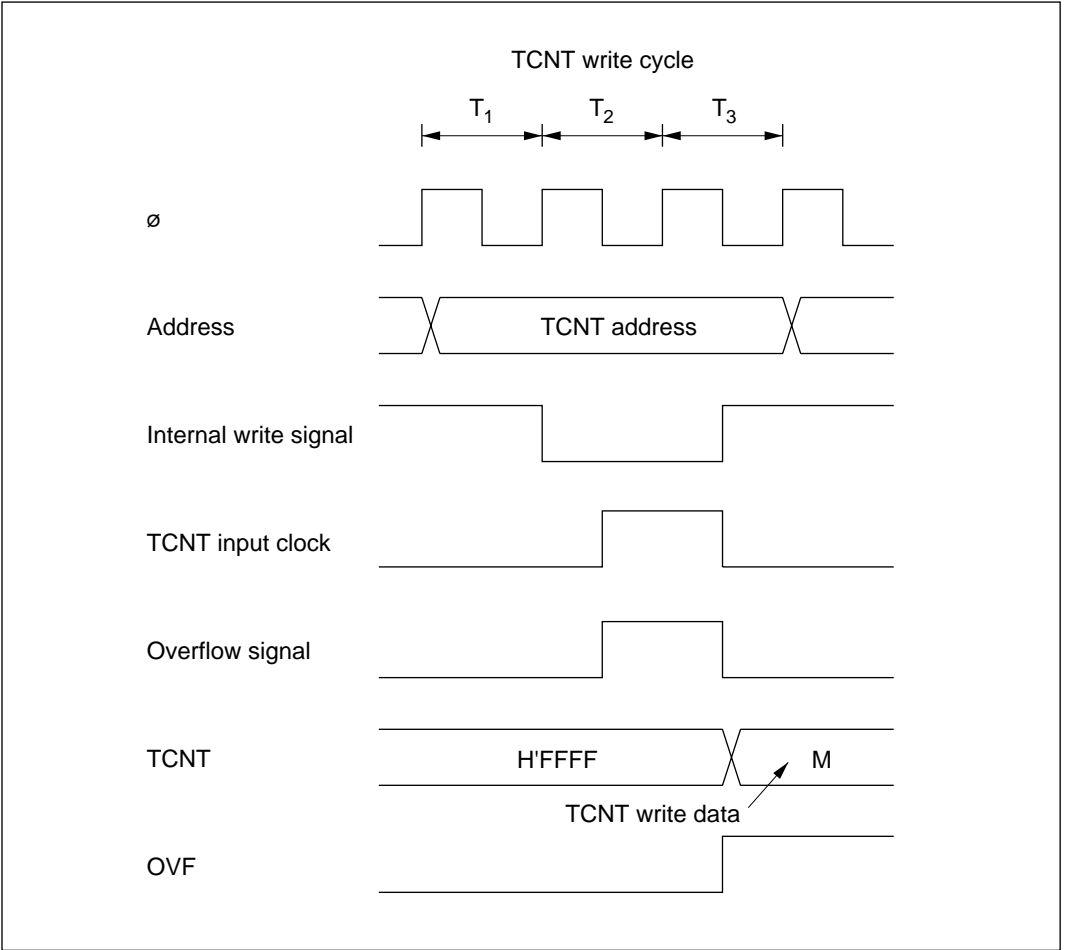 TCNT write cycle
T1 T2 T3
ø
Address TCNT address
Internal write signal
TCNT input clock
Overflow signal
TCNT H'FFFF M
TCNT write data
OVF